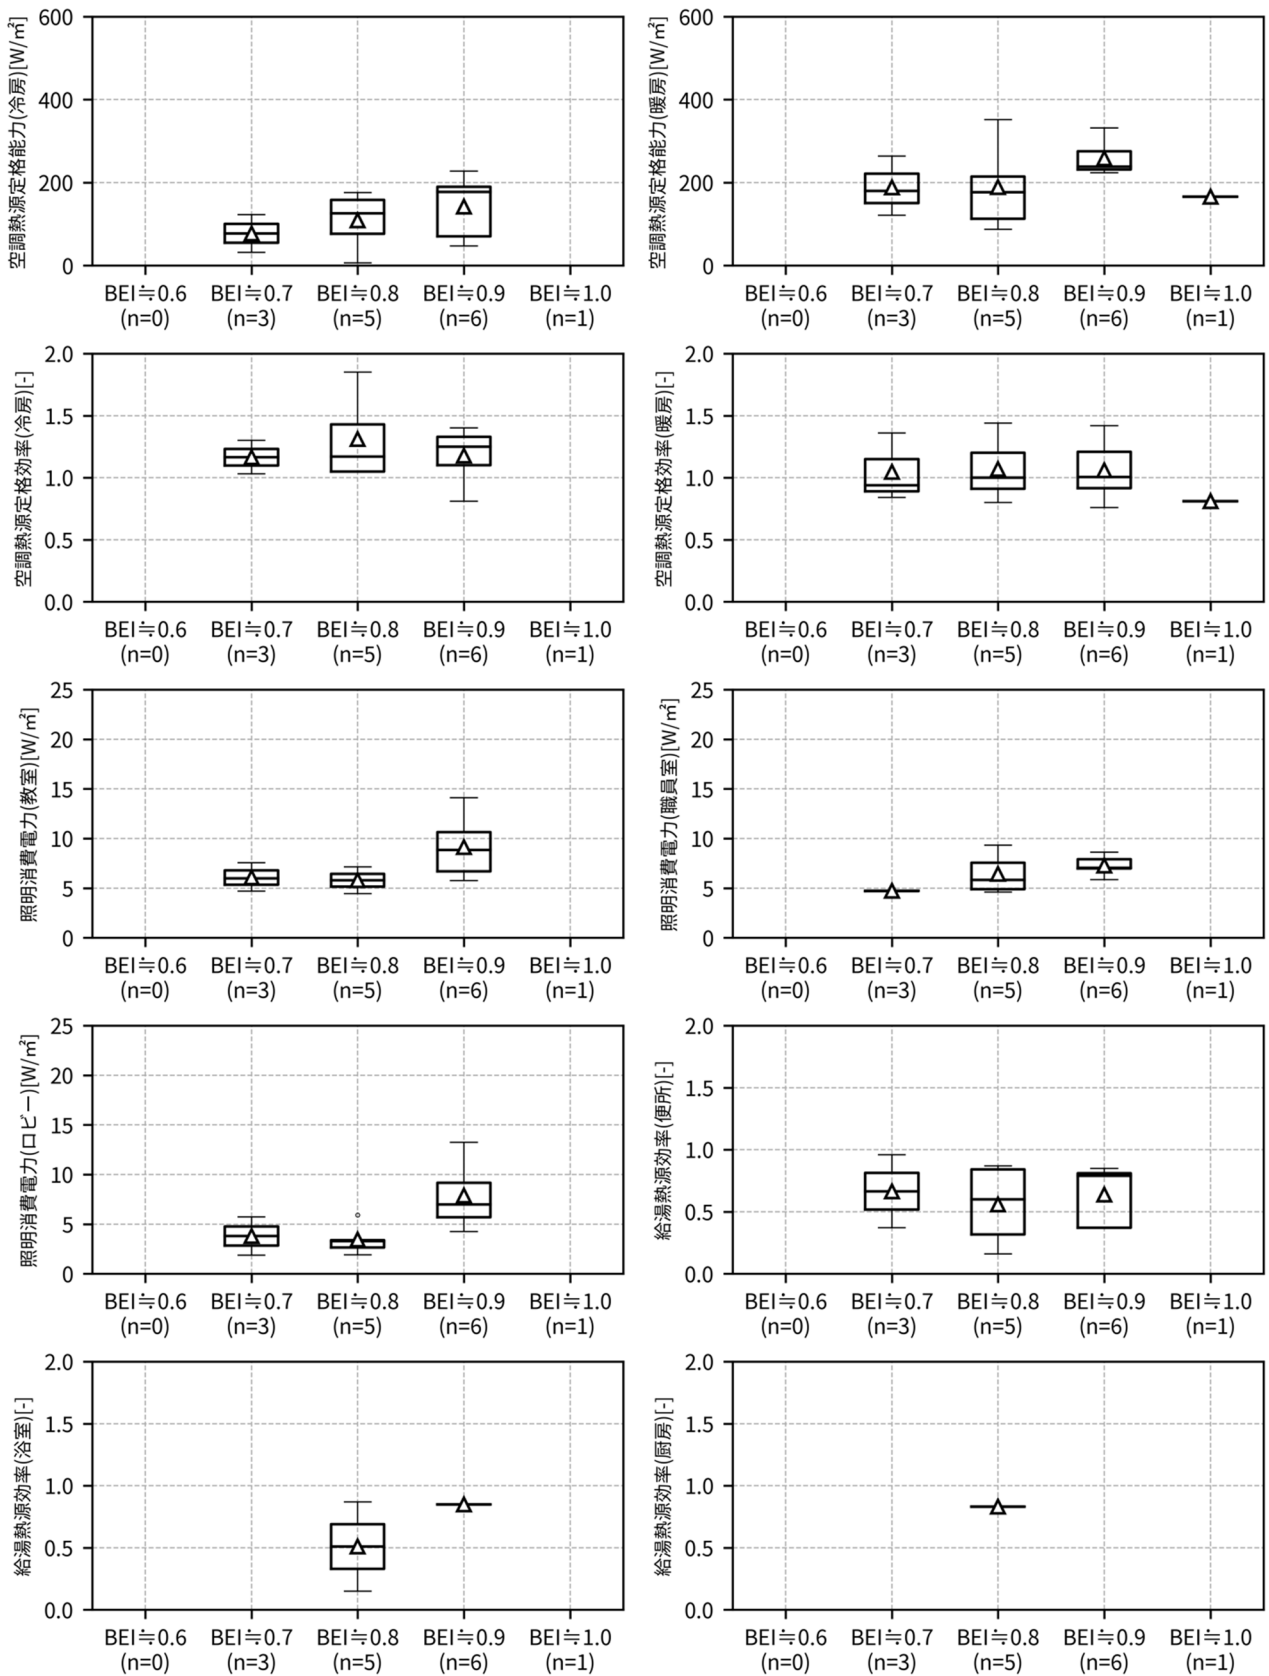 空調熱源定格能力(冷房)[W/㎡]
600
400
200
0
BEI≒0.6 BEI≒0.7 BEI≒0.8 BEI≒0.9 BEI≒1.0
(n=0) (n=3) (n=5) (n=6) (n=1)
空調熱源定格能力(暖房)[W/㎡]
600
400
200
0
BEI≒0.6 BEI≒0.7 BEI≒0.8 BEI≒0.9 BEI≒1.0
(n=0) (n=3) (n=5) (n=6) (n=1)
空調熱源定格効率(冷房)[-]
2.0
1.5
1.0
0.5
0.0
BEI≒0.6 BEI≒0.7 BEI≒0.8 BEI≒0.9 BEI≒1.0
(n=0) (n=3) (n=5) (n=6) (n=1)
空調熱源定格効率(暖房)[-]
2.0
1.5
1.0
0.5
0.0
BEI≒0.6 BEI≒0.7 BEI≒0.8 BEI≒0.9 BEI≒1.0
(n=0) (n=3) (n=5) (n=6) (n=1)
照明消費電力(教室)[W/㎡]
25
20
15
10
5
0
BEI≒0.6 BEI≒0.7 BEI≒0.8 BEI≒0.9 BEI≒1.0
(n=0) (n=3) (n=5) (n=6) (n=1)
照明消費電力(職員室)[W/㎡]
25
20
15
10
5
0
BEI≒0.6 BEI≒0.7 BEI≒0.8 BEI≒0.9 BEI≒1.0
(n=0) (n=3) (n=5) (n=6) (n=1)
照明消費電力(ロビー)[W/㎡]
25
20
15
10
5
0
BEI≒0.6 BEI≒0.7 BEI≒0.8 BEI≒0.9 BEI≒1.0
(n=0) (n=3) (n=5) (n=6) (n=1)
給湯熱源効率(便所)[-]
2.0
1.5
1.0
0.5
0.0
BEI≒0.6 BEI≒0.7 BEI≒0.8 BEI≒0.9 BEI≒1.0
(n=0) (n=3) (n=5) (n=6) (n=1)
給湯熱源効率(浴室)[-]
2.0
1.5
1.0
0.5
0.0
BEI≒0.6 BEI≒0.7 BEI≒0.8 BEI≒0.9 BEI≒1.0
(n=0) (n=3) (n=5) (n=6) (n=1)
給湯熱源効率(厨房)[-]
2.0
1.5
1.0
0.5
0.0
BEI≒0.6 BEI≒0.7 BEI≒0.8 BEI≒0.9 BEI≒1.0
(n=0) (n=3) (n=5) (n=6) (n=1)